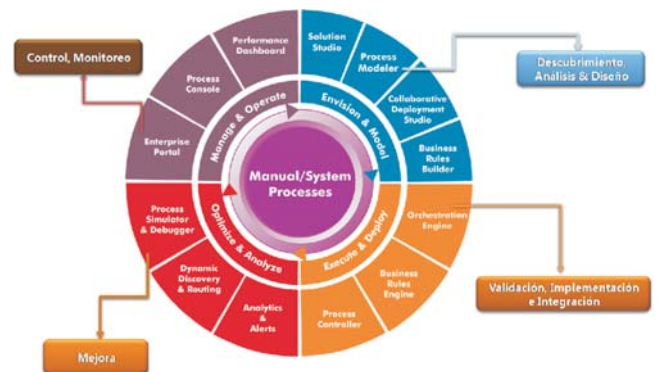 Control, Monitoreo
Performance
Dashboard
Process
Console
Enterprise
Portal
Manage & Operate
Solution
Studio
Process
Modeler
Collaborative
Deployment
Studio
Business
Rules
Builder
Envision & Model
Descubrimiento,
Análisis & Diseño
Manual/System
Processes
Process
Simulator
& Debugger
Dynamic
Discovery
& Routing
Analytics
&
Alerts
Optimize & Analyze
Orchestration
Engine
Business
Rules
Engine
Process
Controller
Execute & Deploy
Validación, Implementación
e Integración
Mejora